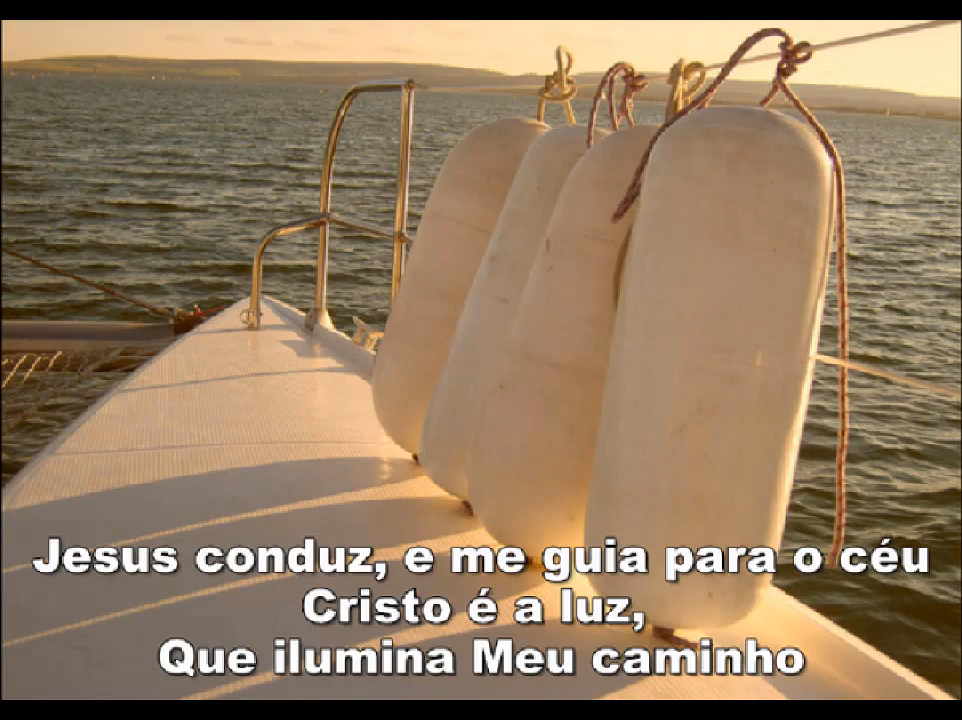 Jesus conduz, e me guia para o céu
Cristo é a luz,
Que ilumina Meu caminho